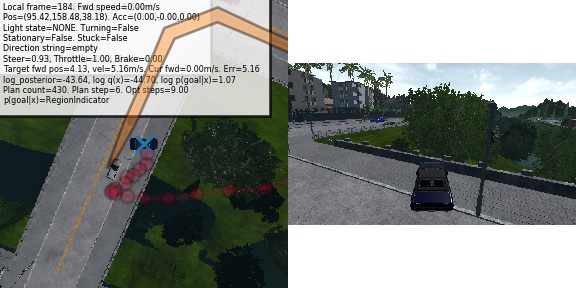 Local frame=184. Fwd speed=0.00m/s
Pos=(95.42,158.48,38.18). Acc=(0.00,-0.00,0.00)
Light state=NONE. Turning=False
Stationary=False. Stuck=False
Direction string=empty
Steer=0.93, Throttle=1.00, Brake=0.00
Target fwd pos=4.13, vel=5.16m/s. Cur fwd=0.00m/s. Err=5.16
log_posterior=-43.64, log q(x)=-44.70, log p(goal|x)=1.07
Plan count=430. Plan step=6. Opt steps=9.00
p(goal|x)=RegionIndicator